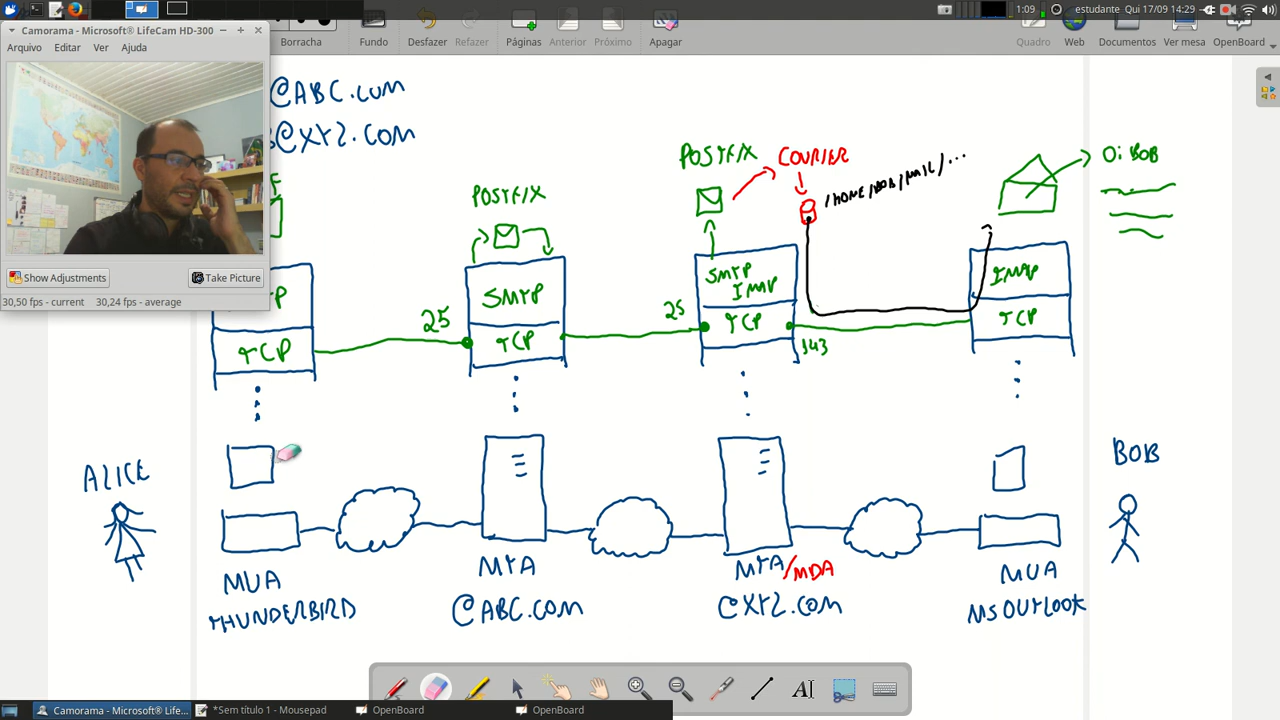 1:09
estudante Qui 17/09 14:29
Camorama - Microsoft® LifeCam HD-300
Arquivo Editar Ver Ajuda
Show Adjustments
Take Picture
30,50 fps - current 30,24 fps - average
Borracha
Fundo
Desfazer
Refazer
Páginas
Anterior
Próximo
Apagar
Quadro
Web
Documentos
Ver mesa
OpenBoard
@ABC.COM
@XYZ.COM
POSTFIX
POSTFIX
COURIER
/HOME/BOB/MAIL/...
Oi BOB
SMTP
SMTP
IMAP
IMAP
25
25
143
TCP
TCP
TCP
TCP
ALICE
BOB
MUA
THUNDERBIRD
MTA
@ABC.COM
MTA/MDA
@XYZ.COM
MUA
MS OUTLOOK
Camorama - Microsoft® Life...
*Sem título 1 - Mousepad
OpenBoard
OpenBoard